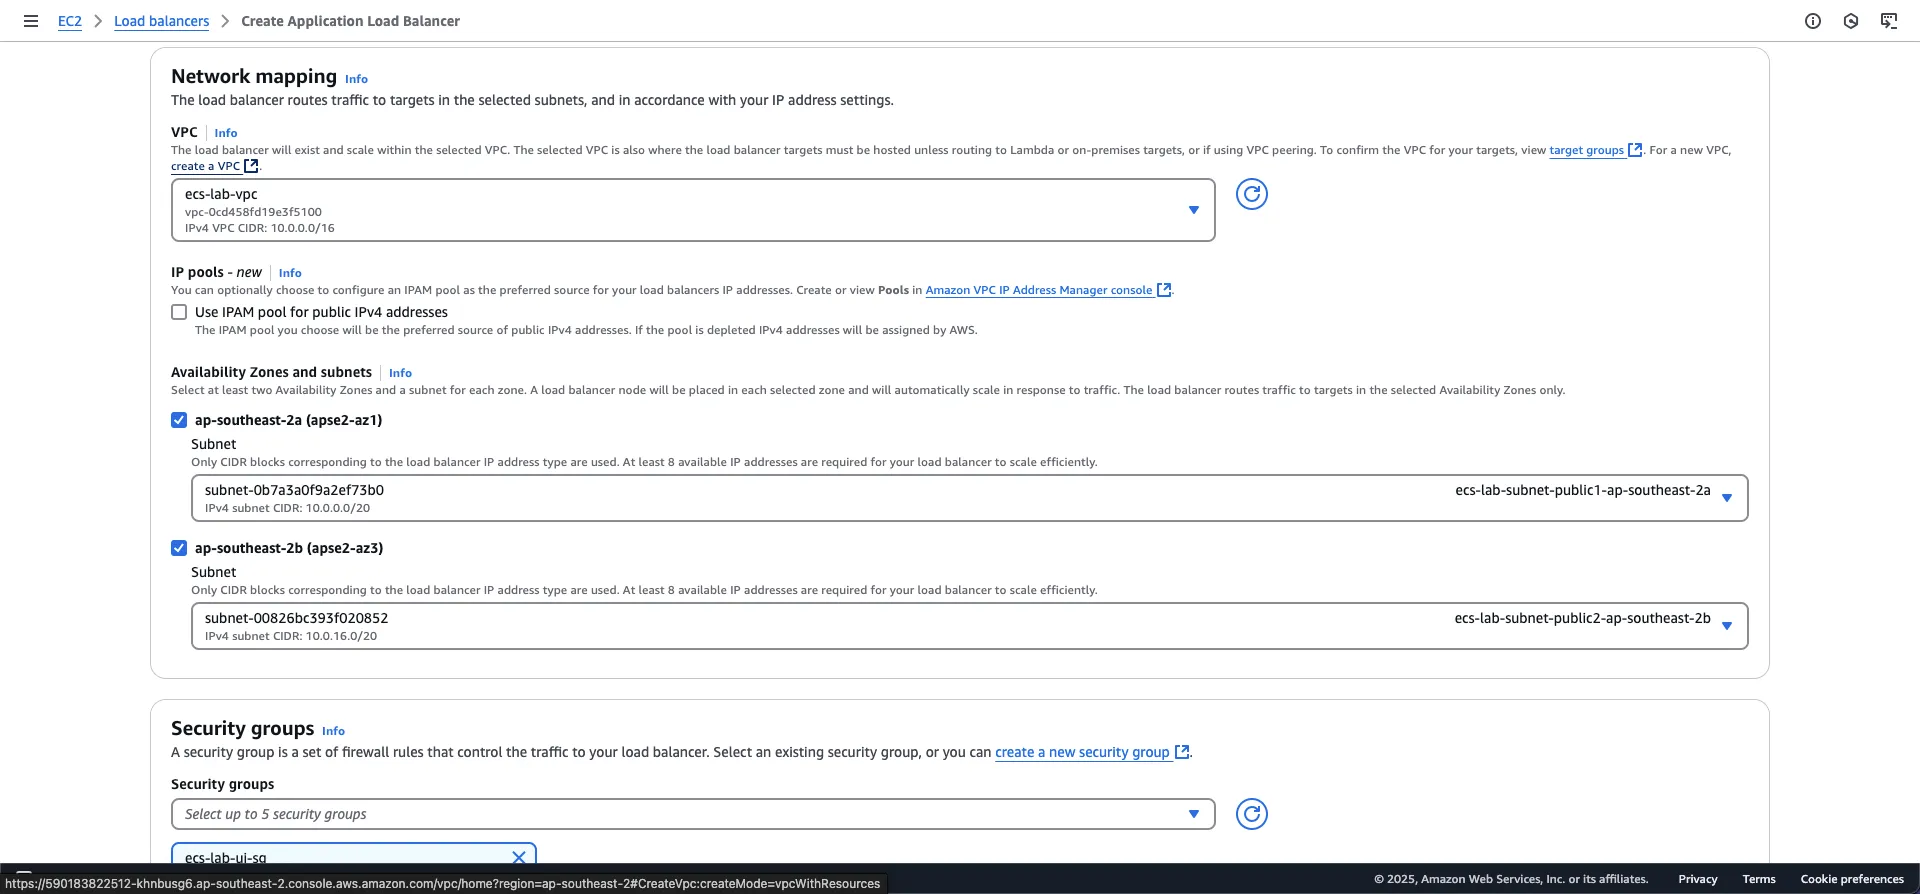 EC2 > Load balancers > Create Application Load Balancer
Network mapping Info
The load balancer routes traffic to targets in the selected subnets, and in accordance with your IP address settings.
VPC Info
The load balancer will exist and scale within the selected VPC. The selected VPC is also where the load balancer targets must be hosted unless routing to Lambda or on-premises targets, or if using VPC peering. To confirm the VPC for your targets, view target groups. For a new VPC,
create a VPC.
ecs-lab-vpc
vpc-0cd458fd19e3f5100
IPv4 VPC CIDR: 10.0.0.0/16
IP pools - new Info
You can optionally choose to configure an IPAM pool as the preferred source for your load balancers IP addresses. Create or view Pools in Amazon VPC IP Address Manager console.
Use IPAM pool for public IPv4 addresses
The IPAM pool you choose will be the preferred source of public IPv4 addresses. If the pool is depleted IPv4 addresses will be assigned by AWS.
Availability Zones and subnets Info
Select at least two Availability Zones and a subnet for each zone. A load balancer node will be placed in each selected zone and will automatically scale in response to traffic. The load balancer routes traffic to targets in the selected Availability Zones only.
ap-southeast-2a (apse2-az1)
Subnet
Only CIDR blocks corresponding to the load balancer IP address type are used. At least 8 available IP addresses are required for your load balancer to scale efficiently.
subnet-0b7a3a0f9a2ef73b0 ecs-lab-subnet-public1-ap-southeast-2a
IPv4 subnet CIDR: 10.0.0.0/20
ap-southeast-2b (apse2-az3)
Subnet
Only CIDR blocks corresponding to the load balancer IP address type are used. At least 8 available IP addresses are required for your load balancer to scale efficiently.
subnet-00826bc393f020852 ecs-lab-subnet-public2-ap-southeast-2b
IPv4 subnet CIDR: 10.0.16.0/20
Security groups Info
A security group is a set of firewall rules that control the traffic to your load balancer. Select an existing security group, or you can create a new security group.
Security groups
Select up to 5 security groups
ecs-lab-ui-sg
https://590183822512-khnbusg6.ap-southeast-2.console.aws.amazon.com/vpc/home?region=ap-southeast-2#CreateVpc:createMode=vpcWithResources
© 2025, Amazon Web Services, Inc. or its affiliates. Privacy Terms Cookie preferences